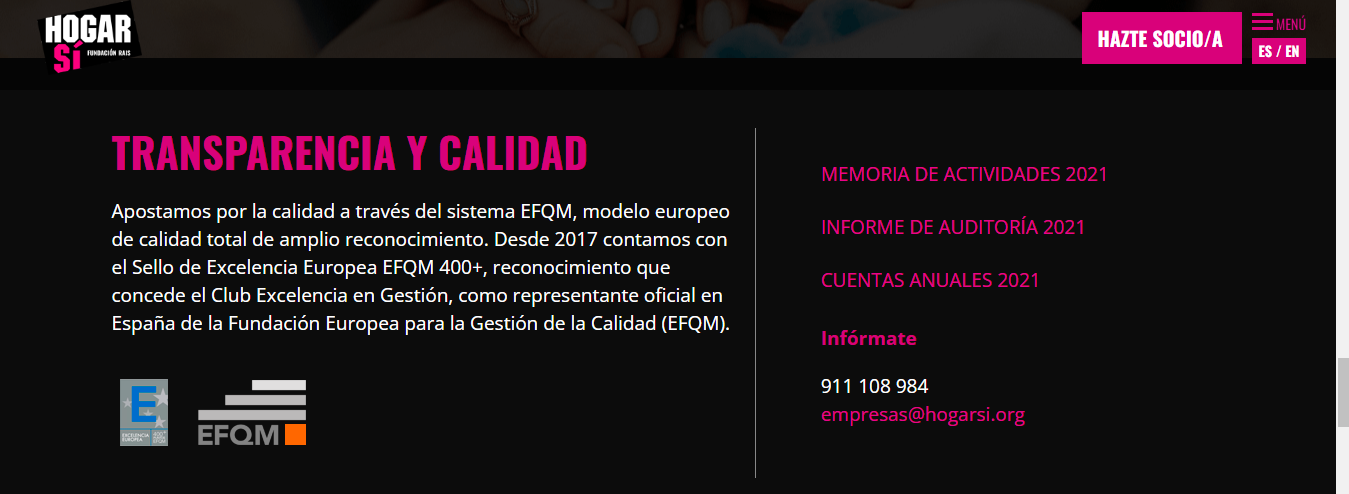 HOGAR
SÍ
FUNDACIÓN RAIS
HAZTE SOCIO/A
MENÚ
ES / EN
TRANSPARENCIA Y CALIDAD
Apostamos por la calidad a través del sistema EFQM, modelo europeo
de calidad total de amplio reconocimiento. Desde 2017 contamos con
el Sello de Excelencia Europea EFQM 400+, reconocimiento que
concede el Club Excelencia en Gestión, como representante oficial en
España de la Fundación Europea para la Gestión de la Calidad (EFQM).
E
EXCELENCIA
EUROPEA
400+
EFQM
EFQM
MEMORIA DE ACTIVIDADES 2021
INFORME DE AUDITORÍA 2021
CUENTAS ANUALES 2021
Infórmate
911 108 984
empresas@hogarsi.org